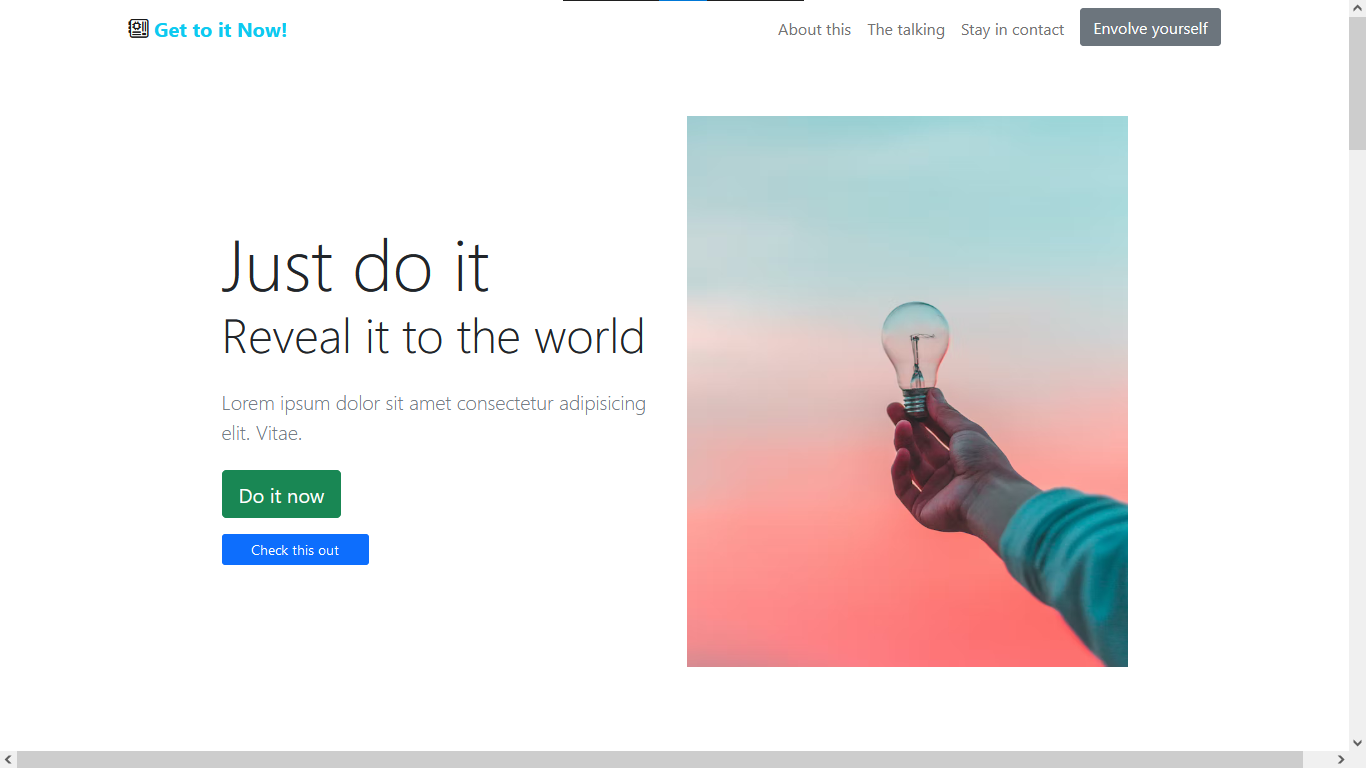 Get to it Now!
About this
The talking
Stay in contact
Envolve yourself
Just do it
Reveal it to the world
Lorem ipsum dolor sit amet consectetur adipisicing
elit. Vitae.
Do it now
Check this out